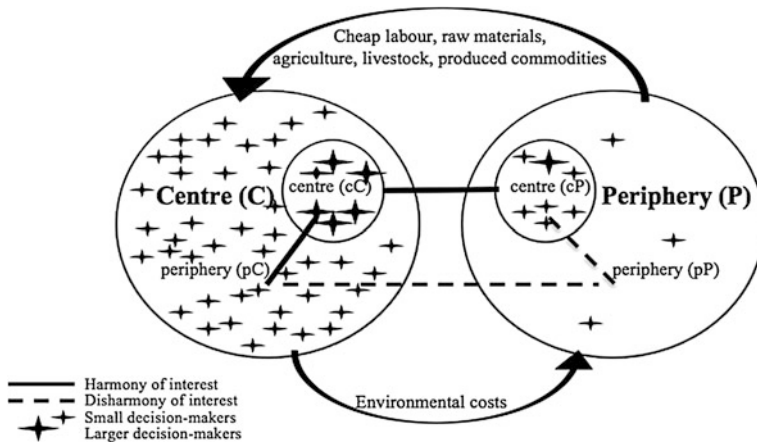 Cheap labour, raw materials,
agriculture, livestock, produced commodities
centre (cC)
centre (cP)
Centre (C)
Periphery (P)
periphery (pC)
periphery (pP)
Harmony of interest
Disharmony of interest
Small decision-makers
Larger decision-makers
Environmental costs